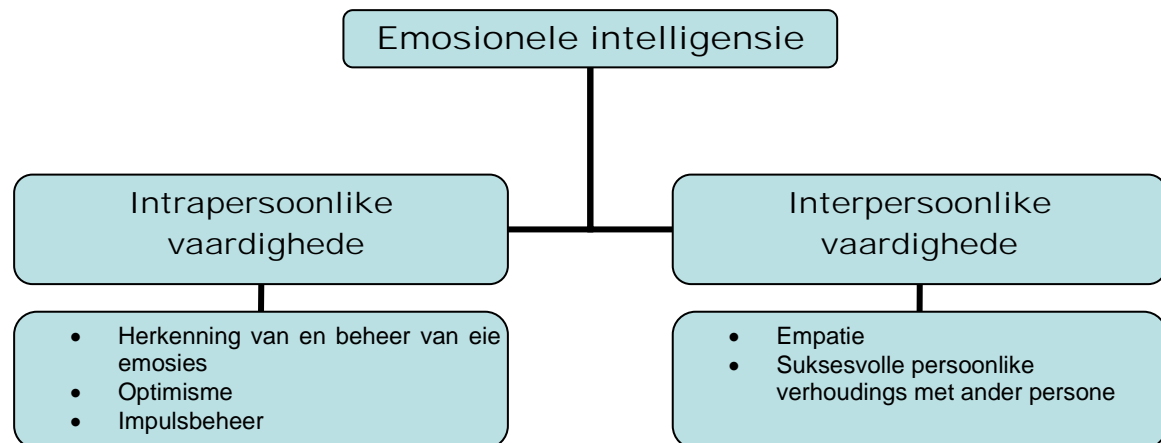 Emosionele intelligensie
Intrapersoonlike
vaardighede
Interpersoonlike
vaardighede
• Herkenning van en beheer van eie
emosies
• Optimisme
• Impulsbeheer
• Empatie
• Suksesvolle persoonlike
verhoudings met ander persone